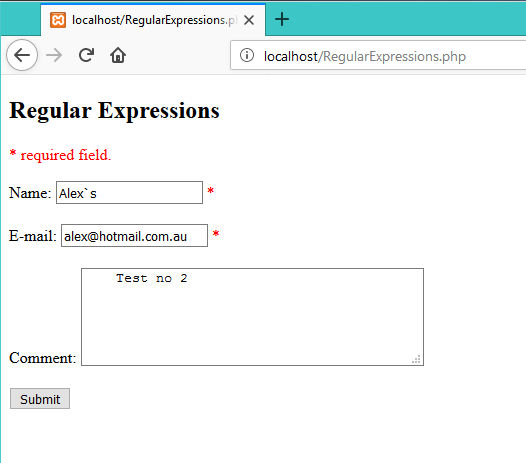 localhost/RegularExpressions.p
localhost/RegularExpressions.php
Regular Expressions
* required field.
Name: Alex`s *
E-mail: alex@hotmail.com.au *
Test no 2
Comment:
Submit